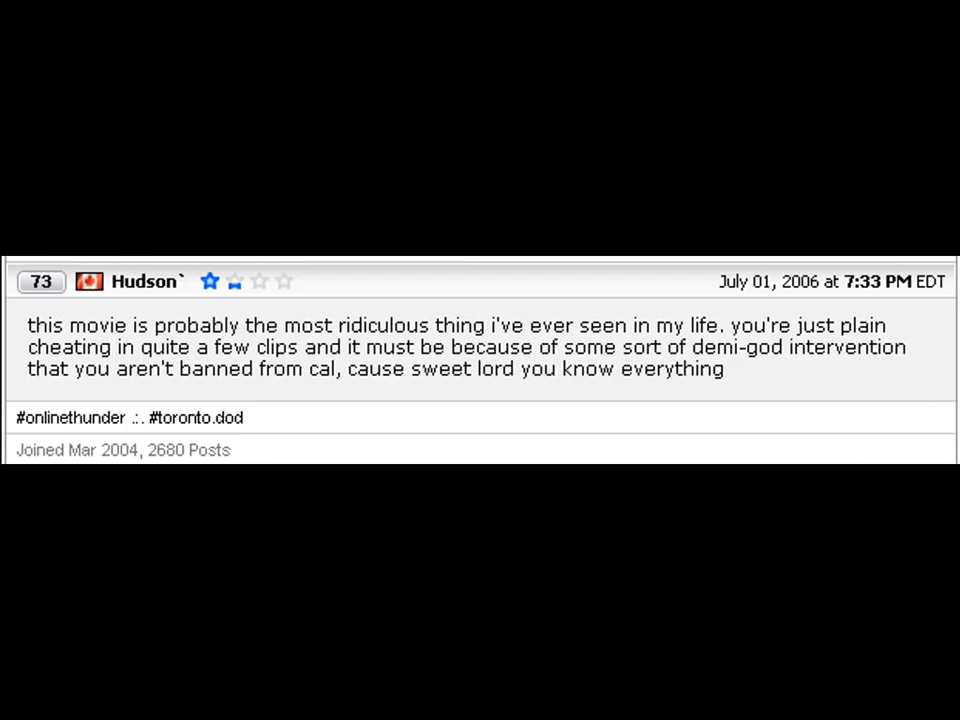 73 Hudson` July 01, 2006 at 7:33 PM EDT
this movie is probably the most ridiculous thing i've ever seen in my life. you're just plain
cheating in quite a few clips and it must be because of some sort of demi-god intervention
that you aren't banned from cal, cause sweet lord you know everything
#onlinethunder .:. #toronto.dod
Joined Mar 2004, 2680 Posts